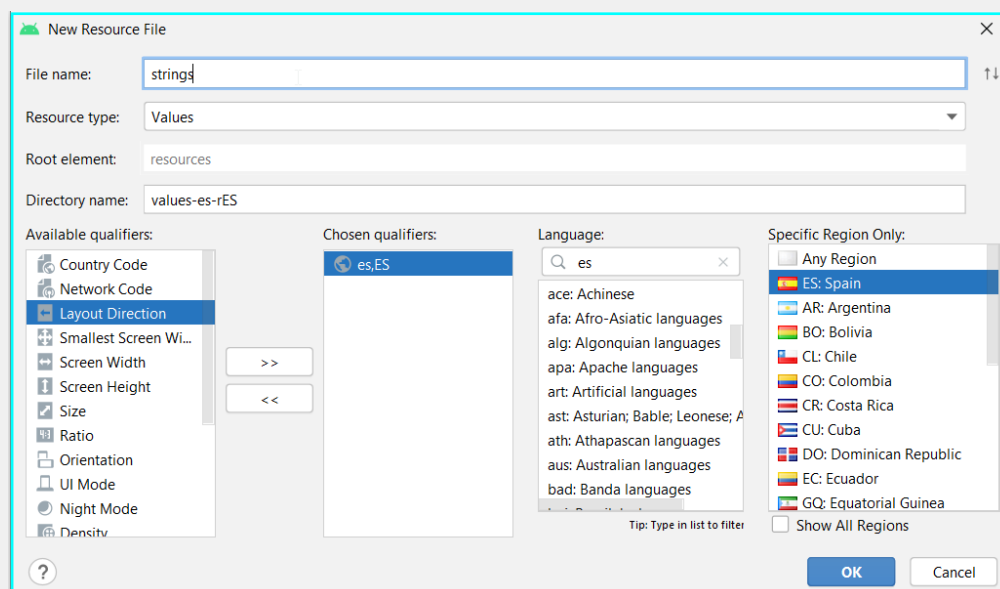 New Resource File
File name:
strings
Resource type:
Values
Root element:
resources
Directory name:
values-es-rES
Available qualifiers:
Country Code
Network Code
Layout Direction
Smallest Screen Wi...
Screen Width
Screen Height
Size
Ratio
Orientation
UI Mode
Night Mode
Density
>>
<<
Chosen qualifiers:
es,ES
Language:
es
ace: Achinese
afa: Afro-Asiatic languages
alg: Algonquian languages
apa: Apache languages
art: Artificial languages
ast: Asturian; Bable; Leonese; A
ath: Athapascan languages
aus: Australian languages
bad: Banda languages
Tip: Type in list to filter
Specific Region Only:
Any Region
ES: Spain
AR: Argentina
BO: Bolivia
CL: Chile
CO: Colombia
CR: Costa Rica
CU: Cuba
DO: Dominican Republic
EC: Ecuador
GQ: Equatorial Guinea
Show All Regions
?
OK
Cancel